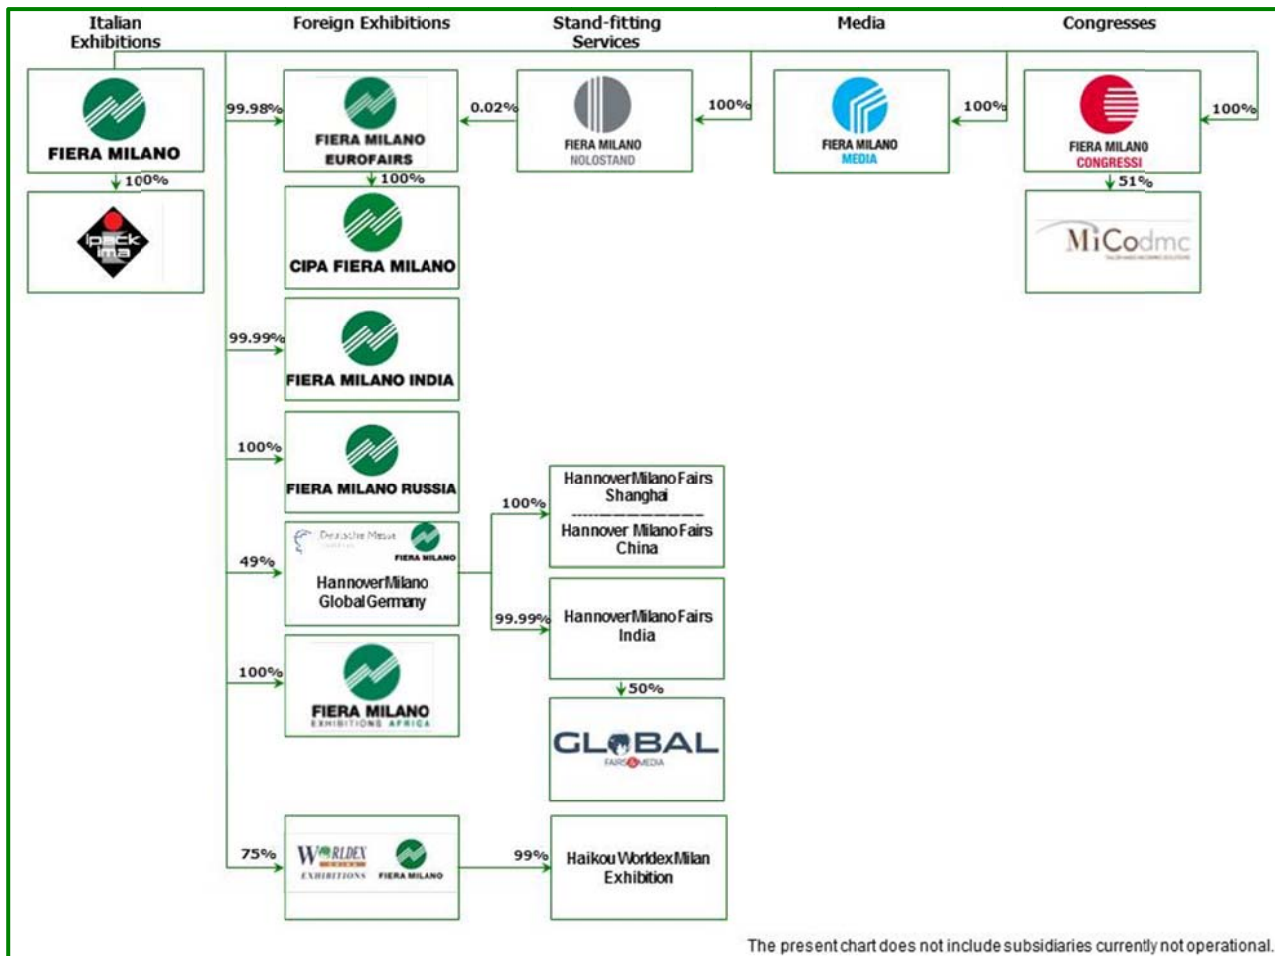 Italian
Exhibitions
Foreign Exhibitions
Stand-fitting
Services
Media
Congresses
FIERA MILANO
99.98%
FIERA MILANO
EUROFAIRS
0.02%
FIERA MILANO
NOLOSTAND
100%
FIERA MILANO
MEDIA
100%
FIERA MILANO
CONGRESSI
100%
100%
100%
51%
ipack
ima
CIPA FIERA MILANO
MiCodmc
99.99%
FIERA MILANO INDIA
100%
FIERA MILANO RUSSIA
49%
Deutsche Messe
FIERA MILANO
HannoverMilano
Global Germany
100%
HannoverMilano Fairs
Shanghai
Hannover Milano Fairs
China
99.99%
HannoverMilano Fairs
India
100%
FIERA MILANO
EXHIBITIONS AFRICA
50%
GLOBAL
FAIRS&MEDIA
75%
WORLDEX
CHINA
EXHIBITIONS
FIERA MILANO
99%
Haikou Worldex Milan
Exhibition
The present chart does not include subsidiaries currently not operational.